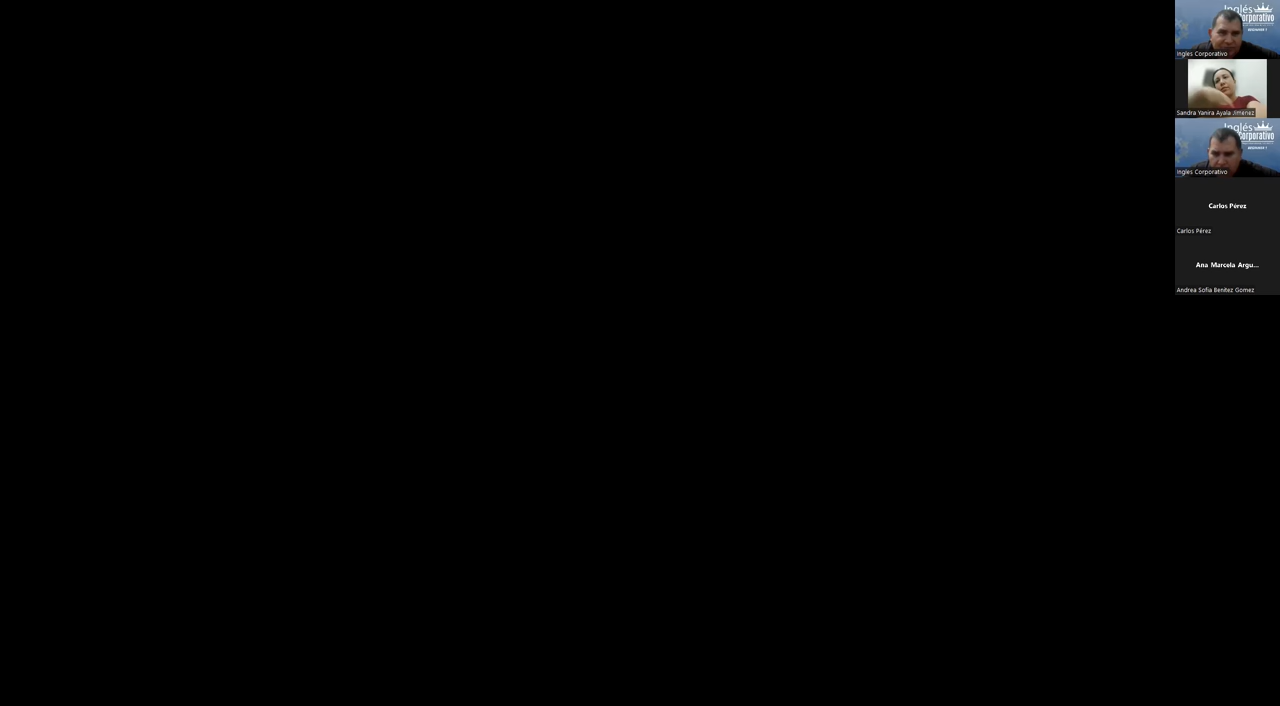 Inglés
Corporativo
Ingles Corporativo
Sandra Yanira Ayala Jimenez
Inglés
Corporativo
Ingles Corporativo
Carlos Pérez
Carlos Pérez
Ana Marcela Argu...
Andrea Sofia Benitez Gomez